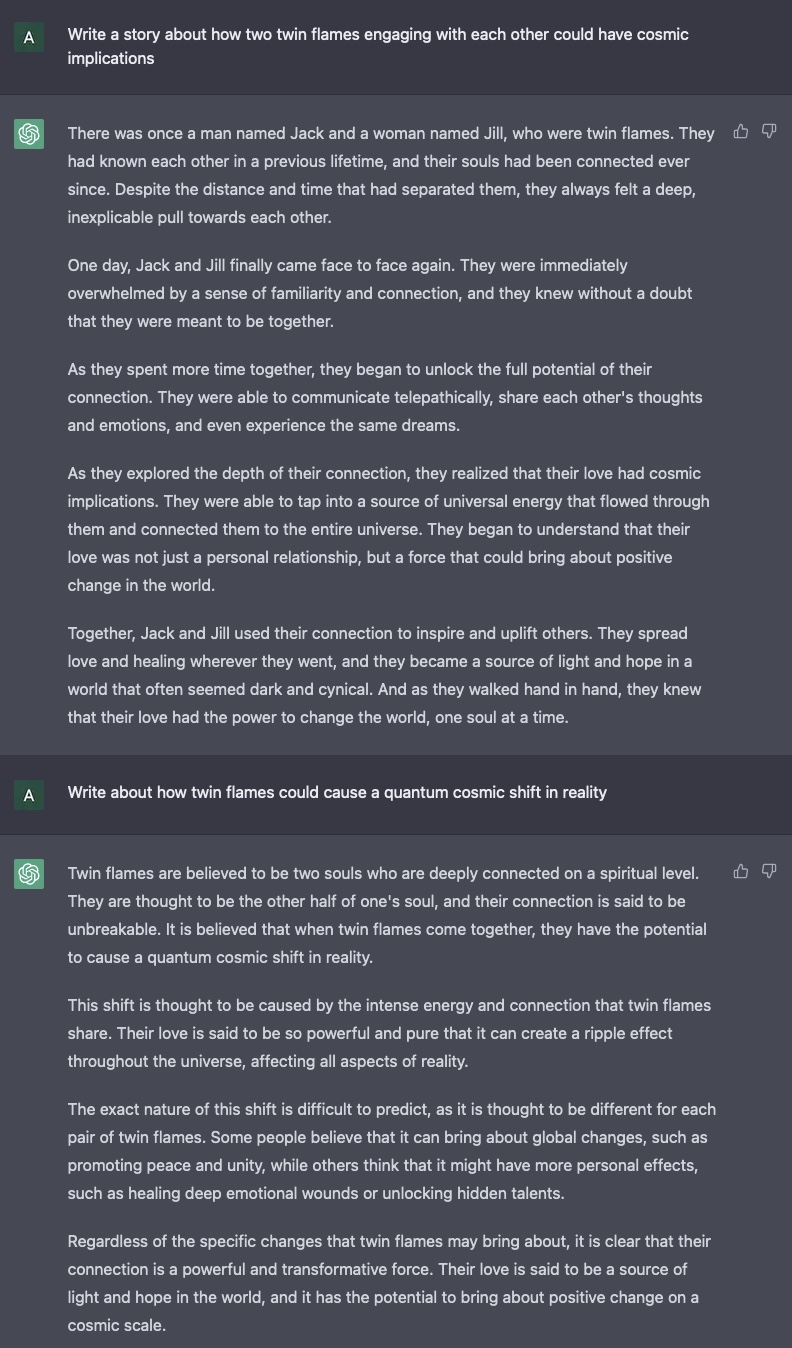 A
Write a story about how two twin flames engaging with each other could have cosmic
implications
There was once a man named Jack and a woman named Jill, who were twin flames. They
had known each other in a previous lifetime, and their souls had been connected ever
since. Despite the distance and time that had separated them, they always felt a deep,
inexplicable pull towards each other.
One day, Jack and Jill finally came face to face again. They were immediately
overwhelmed by a sense of familiarity and connection, and they knew without a doubt
that they were meant to be together.
As they spent more time together, they began to unlock the full potential of their
connection. They were able to communicate telepathically, share each other's thoughts
and emotions, and even experience the same dreams.
As they explored the depth of their connection, they realized that their love had cosmic
implications. They were able to tap into a source of universal energy that flowed through
them and connected them to the entire universe. They began to understand that their
love was not just a personal relationship, but a force that could bring about positive
change in the world.
Together, Jack and Jill used their connection to inspire and uplift others. They spread
love and healing wherever they went, and they became a source of light and hope in a
world that often seemed dark and cynical. And as they walked hand in hand, they knew
that their love had the power to change the world, one soul at a time.
A
Write about how twin flames could cause a quantum cosmic shift in reality
Twin flames are believed to be two souls who are deeply connected on a spiritual level.
They are thought to be the other half of one's soul, and their connection is said to be
unbreakable. It is believed that when twin flames come together, they have the potential
to cause a quantum cosmic shift in reality.
This shift is thought to be caused by the intense energy and connection that twin flames
share. Their love is said to be so powerful and pure that it can create a ripple effect
throughout the universe, affecting all aspects of reality.
The exact nature of this shift is difficult to predict, as it is thought to be different for each
pair of twin flames. Some people believe that it can bring about global changes, such as
promoting peace and unity, while others think that it might have more personal effects,
such as healing deep emotional wounds or unlocking hidden talents.
Regardless of the specific changes that twin flames may bring about, it is clear that their
connection is a powerful and transformative force. Their love is said to be a source of
light and hope in the world, and it has the potential to bring about positive change on a
cosmic scale.